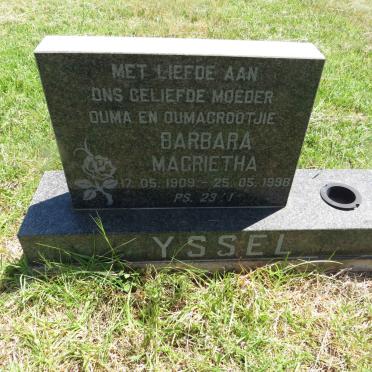 MET LIEFDE AAN
ONS GELIEFDE MOEDER
OUMA EN OUMAGROOTJIE
BARBARA
MAGRIETHA
17. 05. 1909 - 25. 05. 1998
PS. 23 : 1
YSSEL